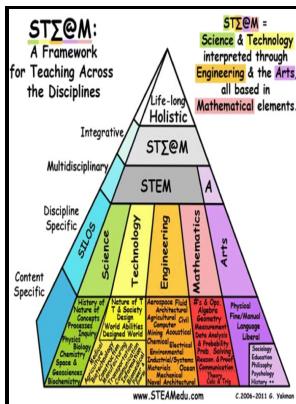 STΣ@M:
A Framework
for Teaching Across
the Disciplines
STΣ@M =
Science & Technology
interpreted through
Engineering & the Arts,
all based in
Mathematical elements.
Life-long
Holistic
Integrative
STΣ@M
Multidisciplinary
STEM
A
Discipline
Specific
SILOS
Science
Technology
Engineering
Mathematics
Arts
Content
Specific
History of
Nature of
Concepts
Processes
Inquiry
Physics
Biology
Chemistry
Space &
Geosciences
Biochemistry
Nature of T
T & Society
Design
World Abilities
Designed World
Aerospace Fluid
Architectural
Agricultural Civil
Computer
Mining Acoustical
Chemical
Electrical
Environmental
Industrial/Systems
Materials Ocean
Mechanical
Naval Architectural
#'s & Ops.
Algebra
Geometry
Measurement
Data Analysis
& Probability
Prob. Solving
Reason & Proof
Communication
Theory
Calc & Trig
Physical
Fine/Manual
Language
Liberal
Sociology
Education
Philosophy
Psychology
History
www.STEAMedu.com
C.2006-2011 G. Yakman